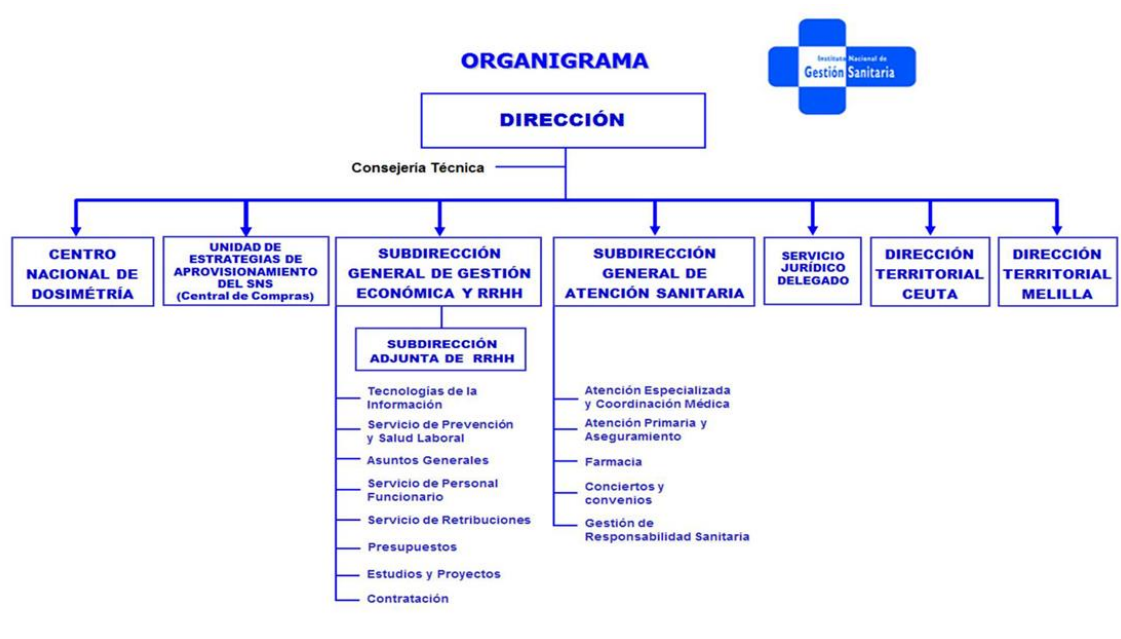 ORGANIGRAMA
Instituto Nacional de
Gestión Sanitaria
DIRECCIÓN
Consejería Técnica
CENTRO
NACIONAL DE
DOSIMÉTRÍA
UNIDAD DE
ESTRATEGIAS DE
APROVISIONAMIENTO
DEL SNS
(Central de Compras)
SUBDIRECCIÓN
GENERAL DE GESTIÓN
ECONÓMICA Y RRHH
SUBDIRECCIÓN
GENERAL DE
ATENCIÓN SANITARIA
SERVICIO
JURÍDICO
DELEGADO
DIRECCIÓN
TERRITORIAL
CEUTA
DIRECCIÓN
TERRITORIAL
MELILLA
SUBDIRECCIÓN
ADJUNTA DE RRHH
Tecnologías de la
Información
Servicio de Prevención
y Salud Laboral
Asuntos Generales
Servicio de Personal
Funcionario
Servicio de Retribuciones
Presupuestos
Estudios y Proyectos
Contratación
Atención Especializada
y Coordinación Médica
Atención Primaria y
Aseguramiento
Farmacia
Conciertos y
convenios
Gestión de
Responsabilidad Sanitaria